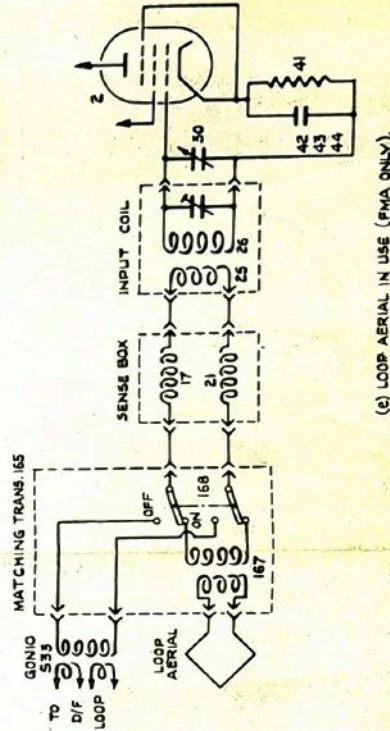 GONIO
S33
TO
D/F
LOOP
LOOP
AERIAL
MATCHING TRANS. 165
OFF
ON
168
167
SENSE BOX
17
21
INPUT COIL
25
26
30
2
41
42
43
44
(e) LOOP AERIAL IN USE (FMA ONLY)